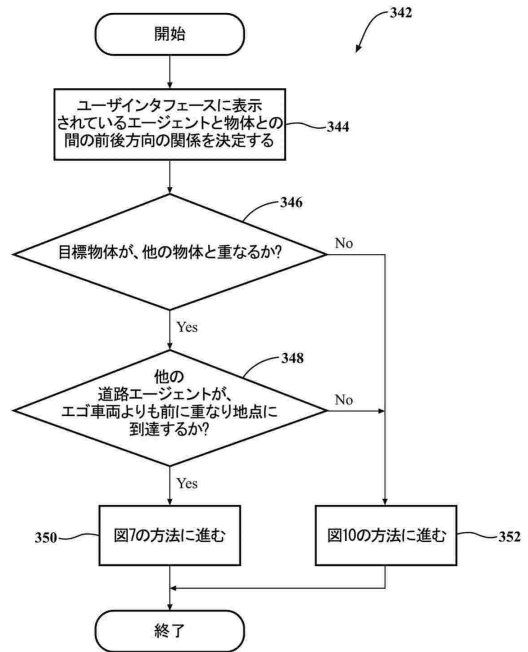 開始
342
ユーザインタフェースに表示
されているエージェントと物体との
間の前後方向の関係を決定する
344
346
目標物体が、他の物体と重なるか?
No
Yes
348
他の
道路エージェントが、
エゴ車両よりも前に重なり地点に
到達するか?
No
Yes
350
図7の方法に進む
図10の方法に進む
352
終了